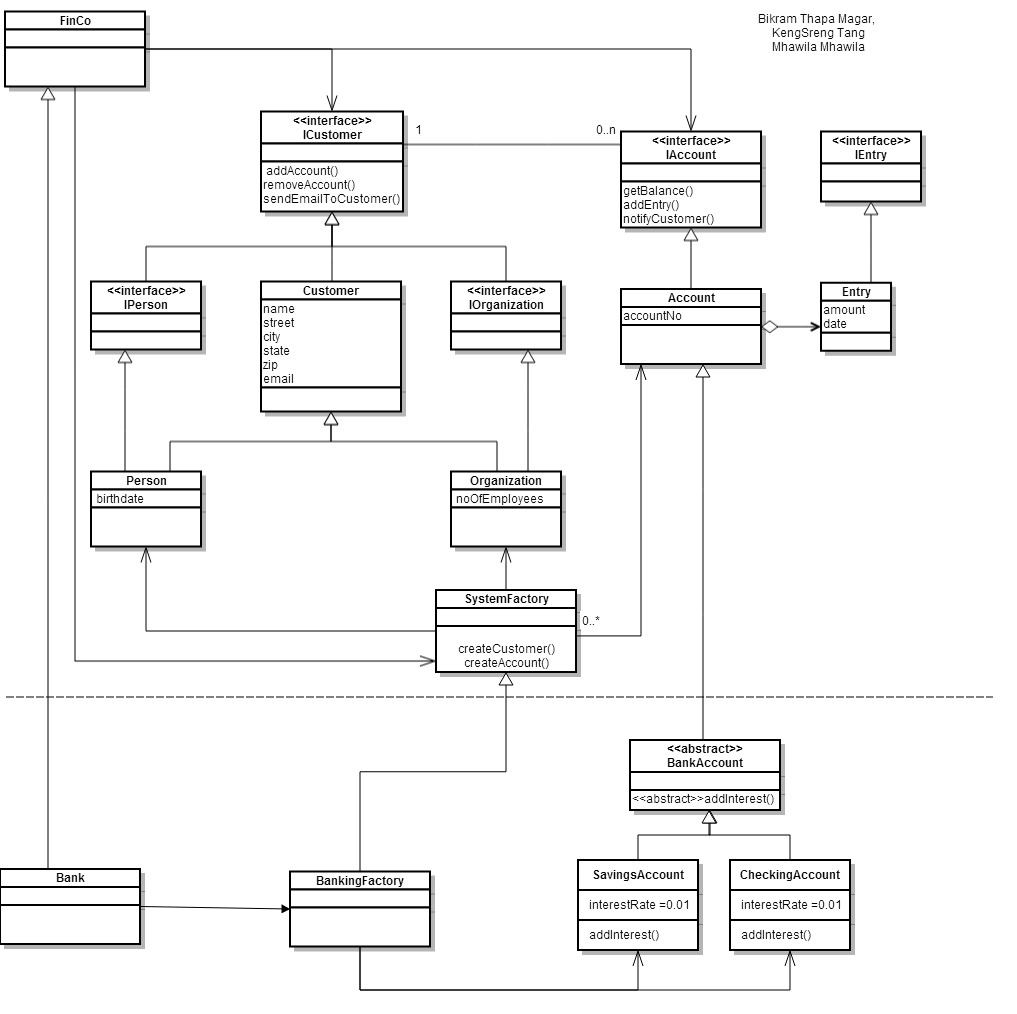 FinCo
Bikram Thapa Magar,
KengSreng Tang
Mhawila Mhawila
<<interface>>
ICustomer
addAccount()
removeAccount()
sendEmailToCustomer()
1
0..n
<<interface>>
IAccount
getBalance()
addEntry()
notifyCustomer()
<<interface>>
IEntry
<<interface>>
IPerson
Customer
name
street
city
state
zip
email
<<interface>>
IOrganization
Account
accountNo
Entry
amount
date
Person
birthdate
Organization
noOfEmployees
SystemFactory
createCustomer()
createAccount()
0..*
<<abstract>>
BankAccount
<<abstract>>addInterest()
Bank
BankingFactory
SavingsAccount
interestRate =0.01
addInterest()
CheckingAccount
interestRate =0.01
addInterest()